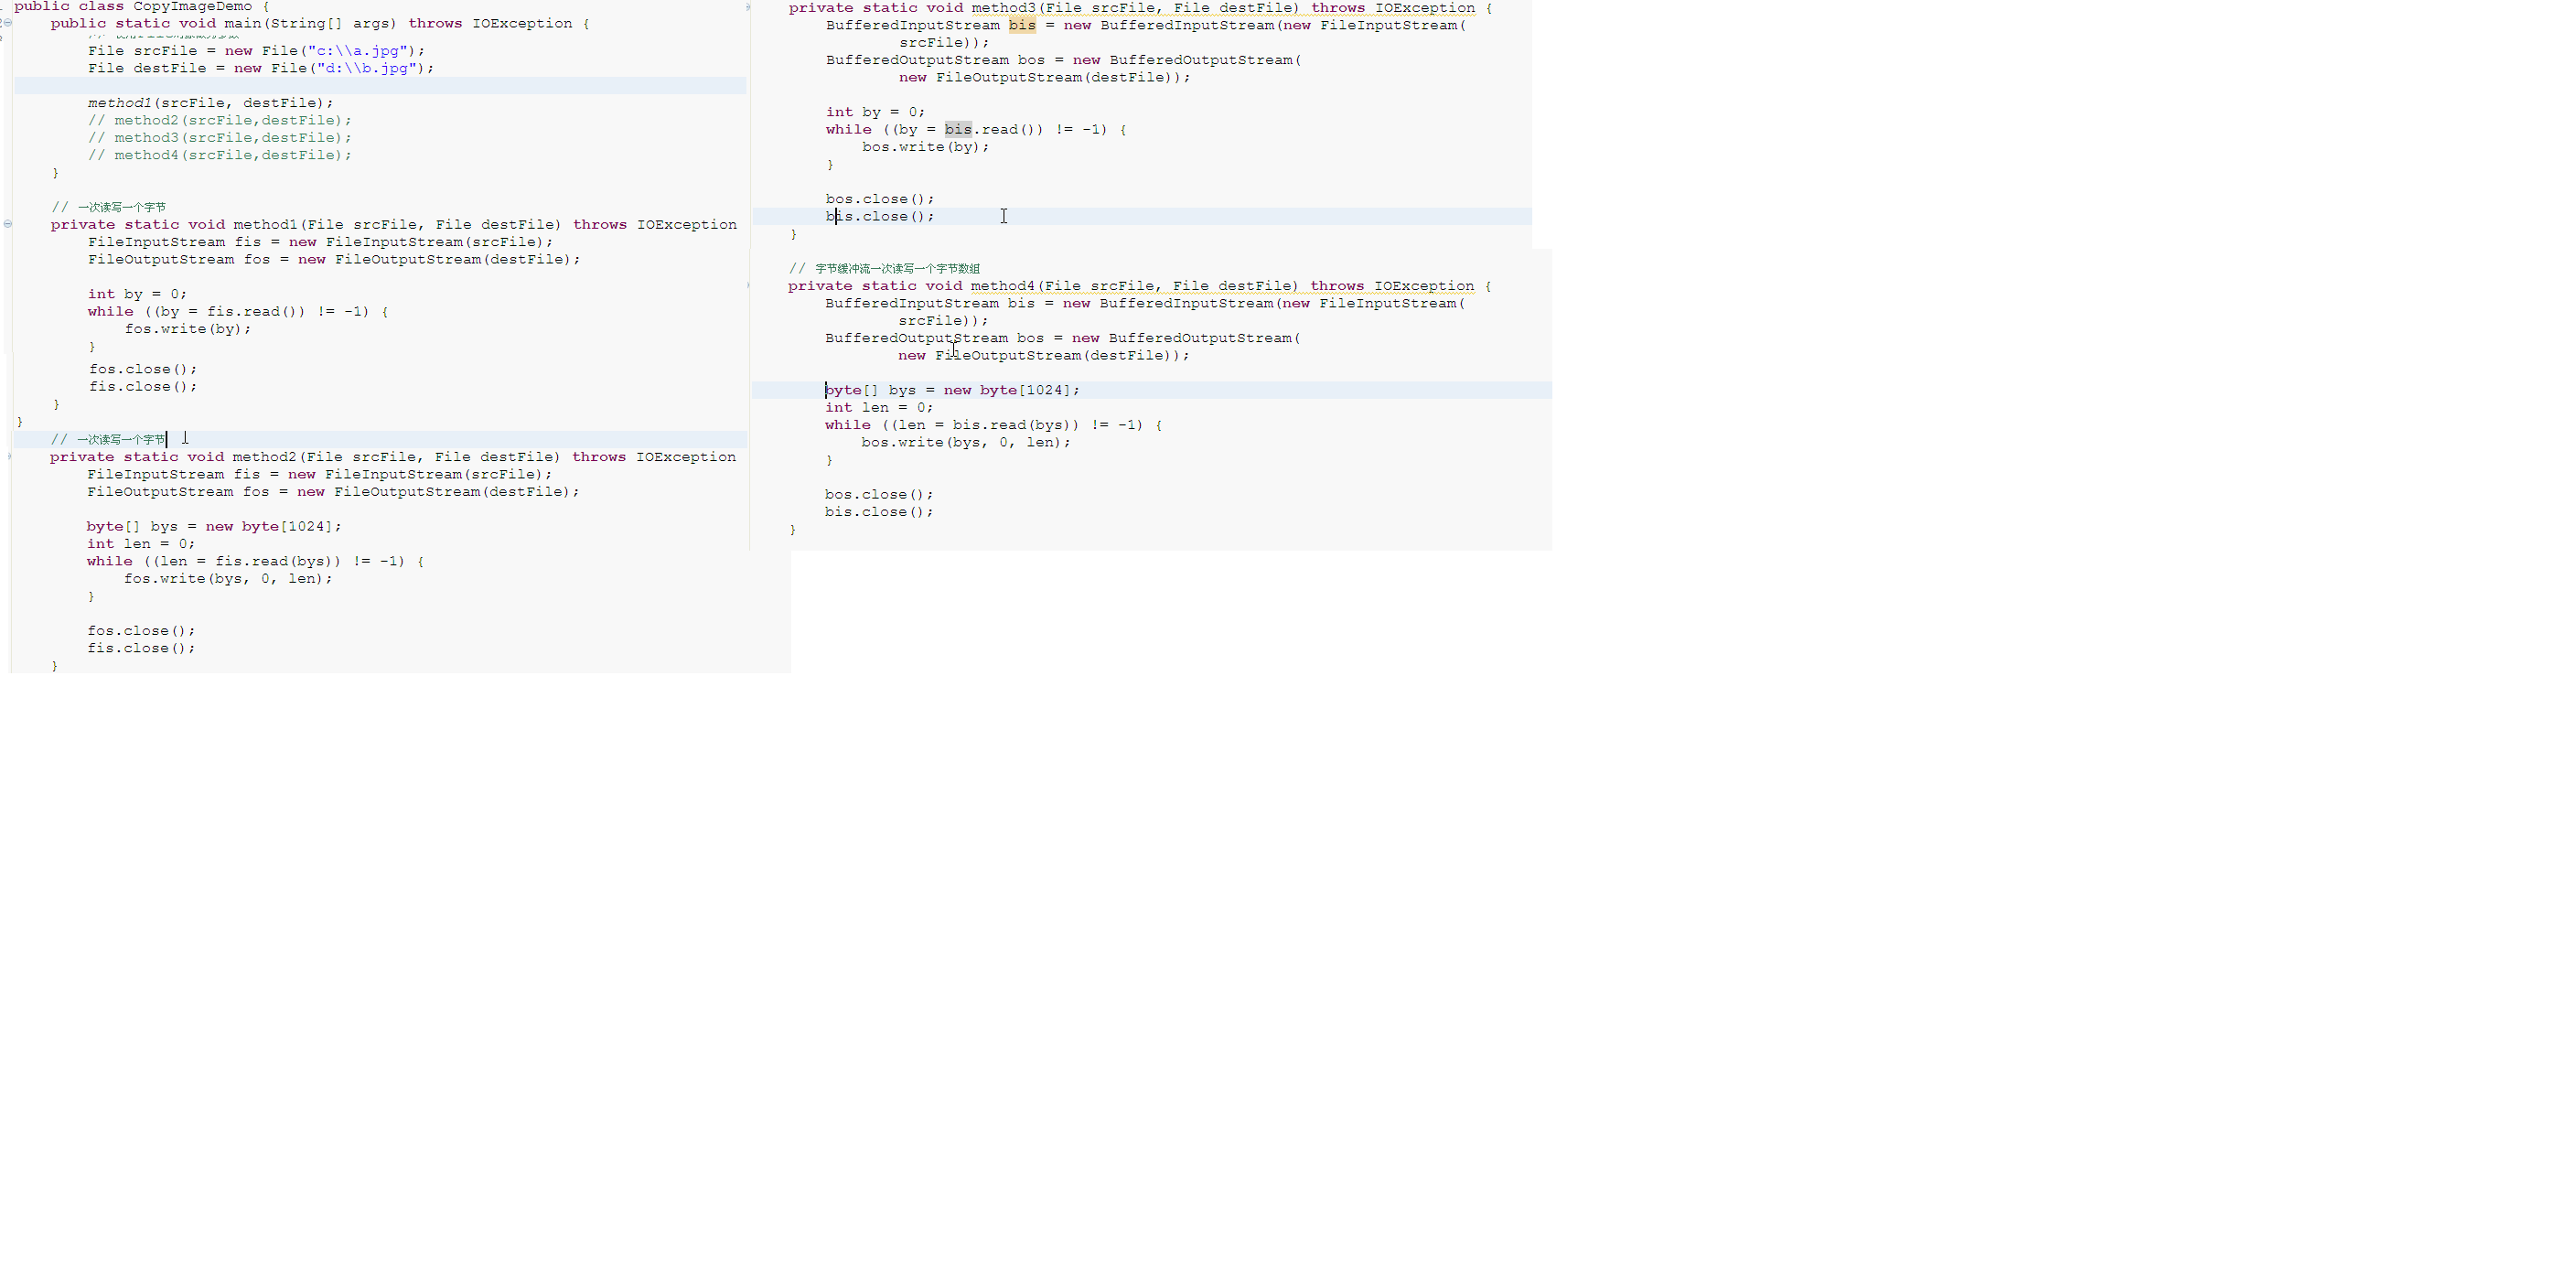 public class CopyImageDemo {
    public static void main(String[] args) throws IOException {
        File srcFile = new File("c:\\a.jpg");
        File destFile = new File("d:\\b.jpg");

        method1(srcFile, destFile);
        // method2(srcFile,destFile);
        // method3(srcFile,destFile);
        // method4(srcFile,destFile);
    }

    // 一次读写一个字节
    private static void method1(File srcFile, File destFile) throws IOException
        FileInputStream fis = new FileInputStream(srcFile);
        FileOutputStream fos = new FileOutputStream(destFile);

        int by = 0;
        while ((by = fis.read()) != -1) {
            fos.write(by);
        }
        fos.close();
        fis.close();
    }
}
    // 一次读写一个字节
    private static void method2(File srcFile, File destFile) throws IOException
        FileInputStream fis = new FileInputStream(srcFile);
        FileOutputStream fos = new FileOutputStream(destFile);

        byte[] bys = new byte[1024];
        int len = 0;
        while ((len = fis.read(bys)) != -1) {
            fos.write(bys, 0, len);
        }

        fos.close();
        fis.close();
    }
    private static void method3(File srcFile, File destFile) throws IOException {
        BufferedInputStream bis = new BufferedInputStream(new FileInputStream(
                srcFile));
        BufferedOutputStream bos = new BufferedOutputStream(
                new FileOutputStream(destFile));

        int by = 0;
        while ((by = bis.read()) != -1) {
            bos.write(by);
        }

        bos.close();
        bis.close();
    }

    // 字节缓冲流一次读写一个字节数组
    private static void method4(File srcFile, File destFile) throws IOException {
        BufferedInputStream bis = new BufferedInputStream(new FileInputStream(
                srcFile));
        BufferedOutputStream bos = new BufferedOutputStream(
                new FileOutputStream(destFile));

        byte[] bys = new byte[1024];
        int len = 0;
        while ((len = bis.read(bys)) != -1) {
            bos.write(bys, 0, len);
        }

        bos.close();
        bis.close();
    }